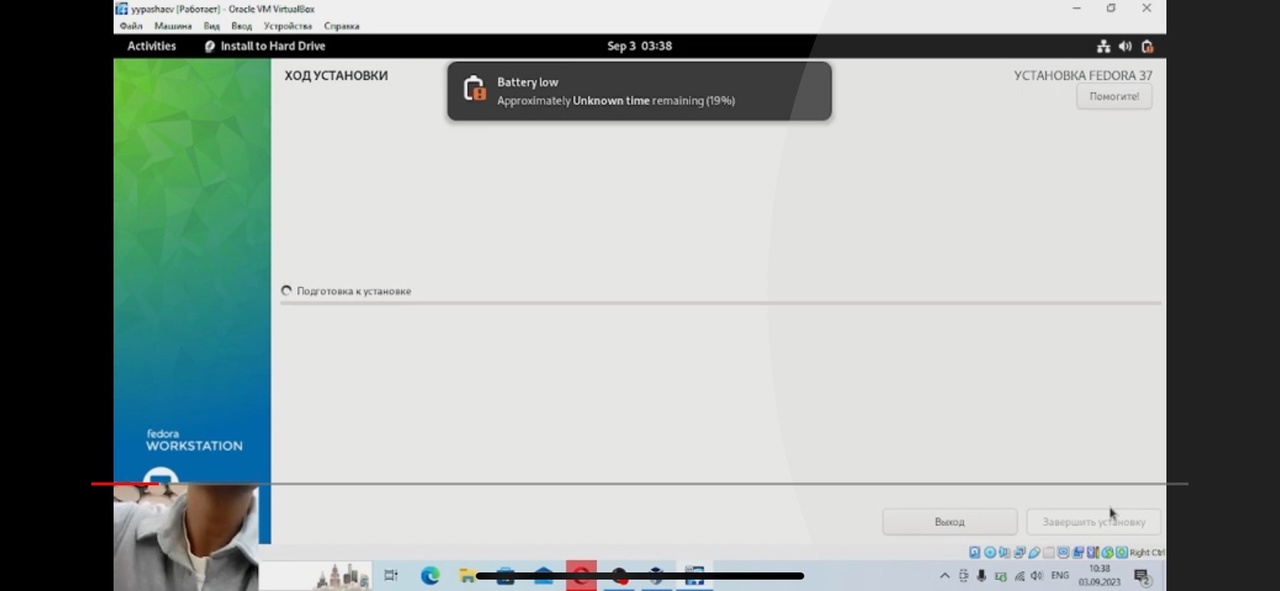 yypashaev [Работает] - Oracle VM VirtualBox
Файл Машина Вид Ввод Устройства Справка
Activities Install to Hard Drive Sep 3 03:38
ХОД УСТАНОВКИ
УСТАНОВКА FEDORA 37
Помогите!
Battery low
Approximately Unknown time remaining (19%)
Подготовка к установке
fedora
WORKSTATION
Выход Завершить установку
Right Ctrl
ENG
10:38
03.09.2023
2